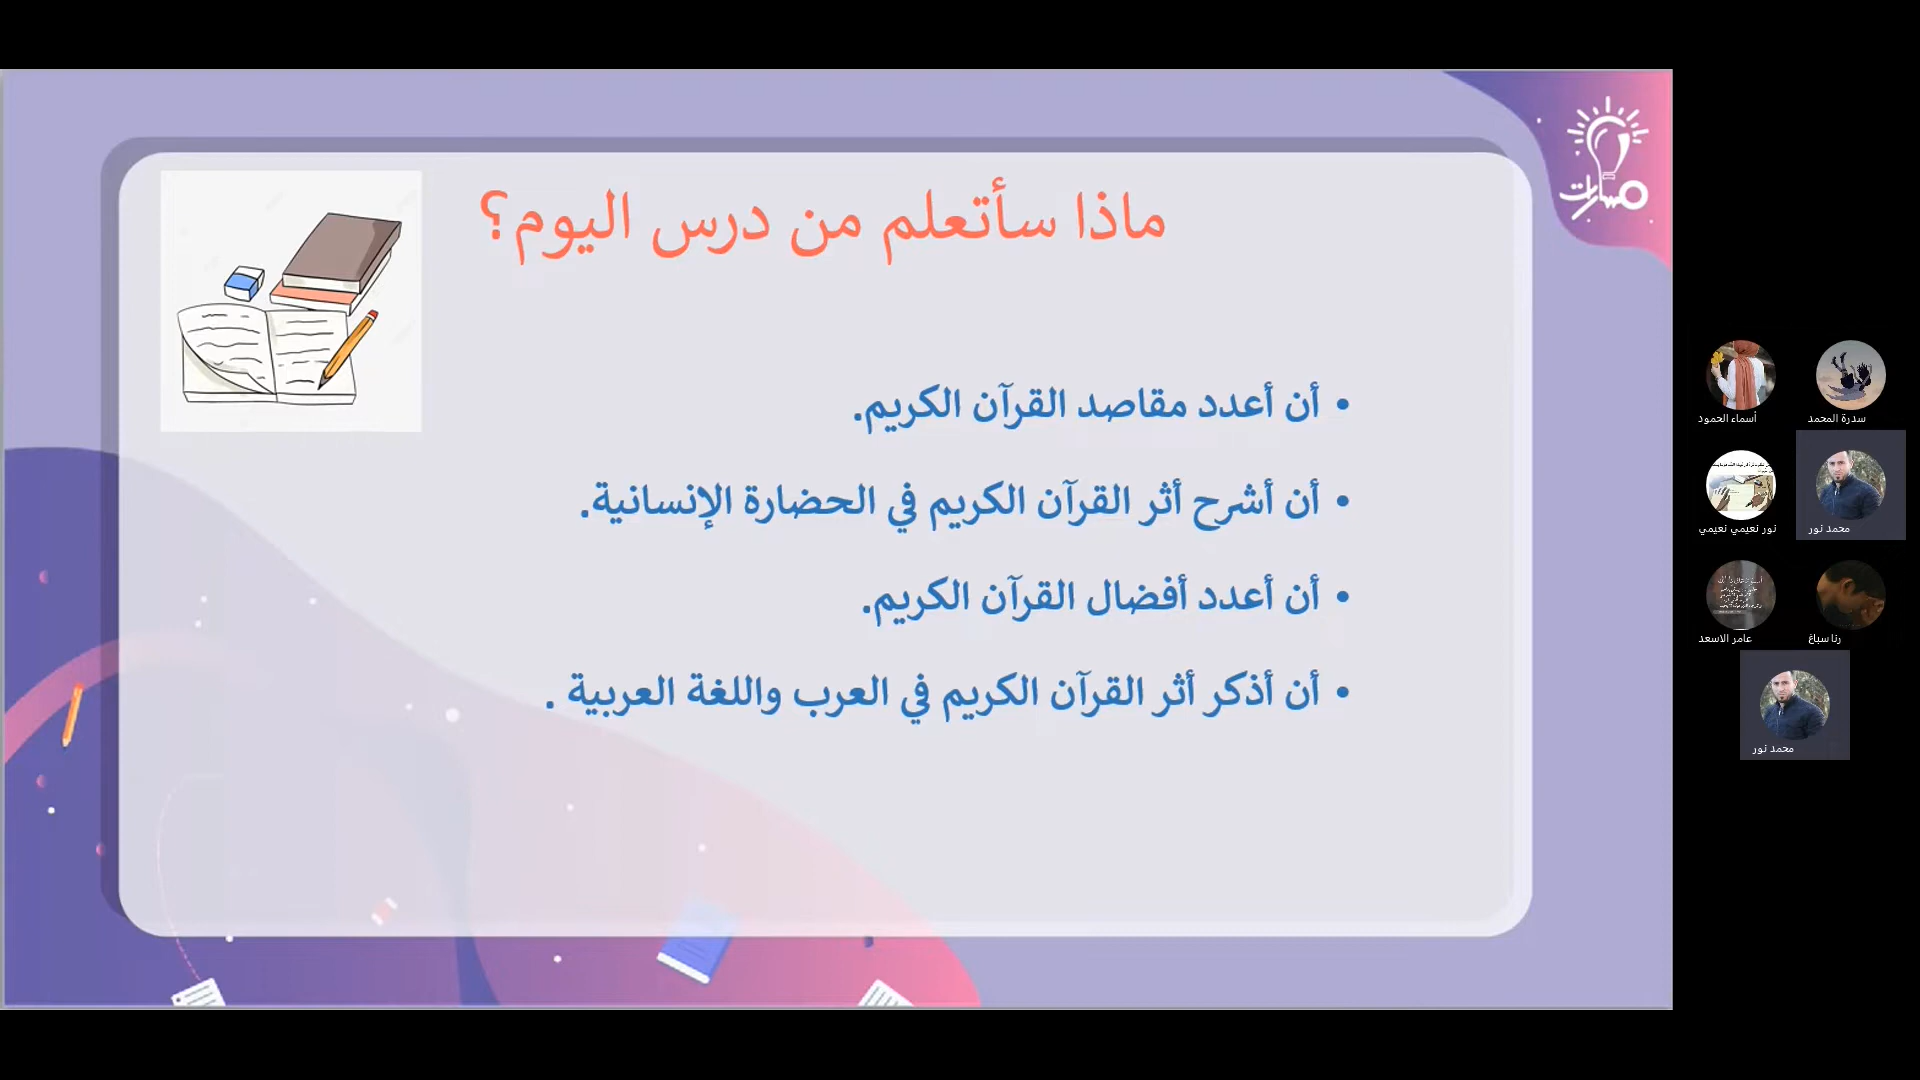 مسارات
ماذا سأتعلم من درس اليوم؟
• أن أعدد مقاصد القرآن الكريم.
• أن أشرح أثر القرآن الكريم في الحضارة الإنسانية.
• أن أعدد أفضال القرآن الكريم.
• أن أذكر أثر القرآن الكريم في العرب واللغة العربية .
سدرة المحمد
أسماء الحمود
محمد نور
نور نعيمي نعيمي
رنا سباغ
عامر الاسعد
محمد نور